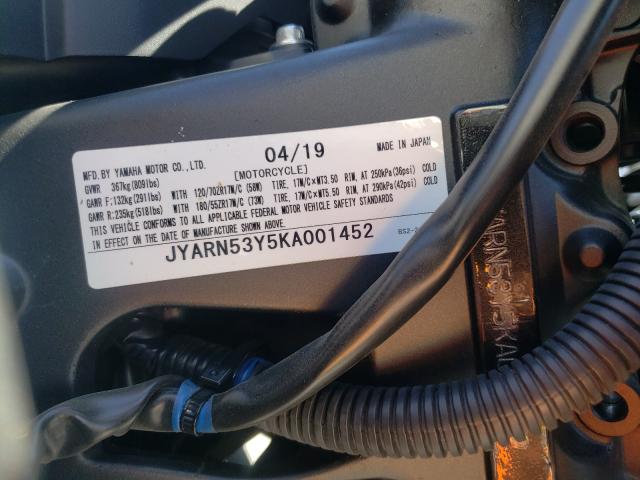 MFD. BY YAMAHA MOTOR CO., LTD. 04/19 MADE IN JAPAN
[MOTORCYCLE]
GVWR 367kg(809lbs)
GAWR F:132kg(291lbs) WITH 120/70ZR17M/C (58W) TIRE, 17M/C×MT3.50 RIM, AT 250kPa(36psi) COLD
GAWR R:235kg(518lbs) WITH 180/55ZR17M/C (73W) TIRE, 17M/C×MT5.50 RIM, AT 290kPa(42psi) COLD
THIS VEHICLE CONFORMS TO ALL APPLICABLE FEDERAL MOTOR VEHICLE SAFETY STANDARDS
IN EFFECT ON THE DATE OF MANUFACTURE SHOWN ABOVE.
JYARN53Y5KA001452
BS2-2
YARN53Y5KA0